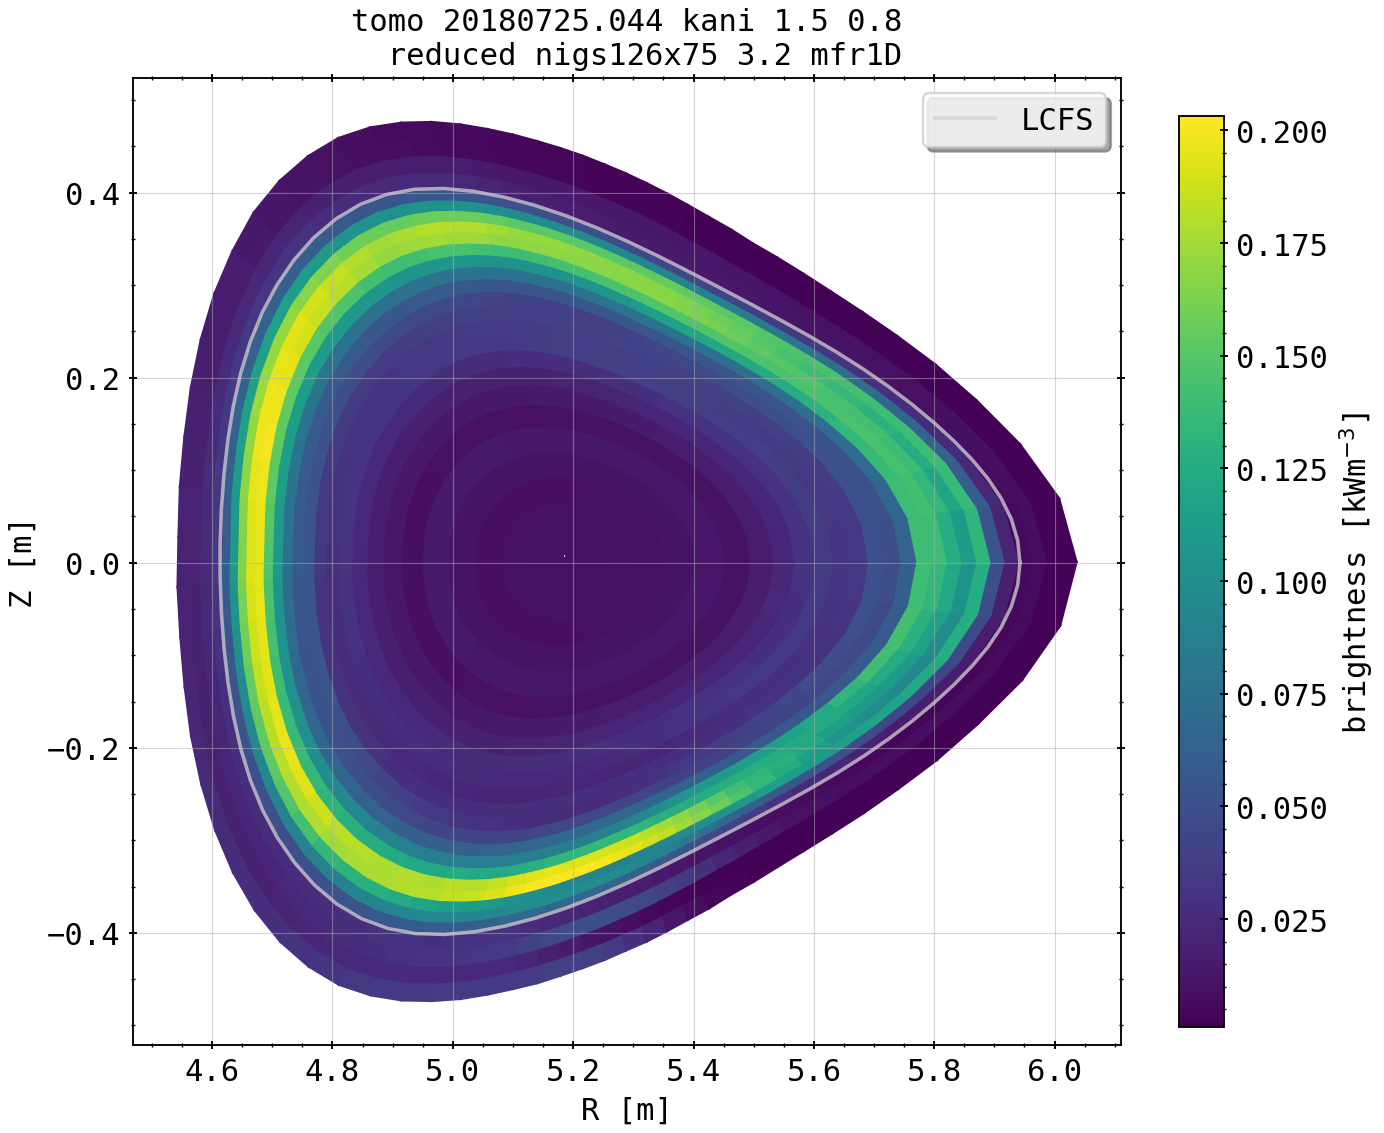 tomo 20180725.044 kani 1.5 0.8
reduced nigs126x75 3.2 mfr1D
LCFS
0.4
0.2
0.0
−0.2
−0.4
Z [m]
4.6 4.8 5.0 5.2 5.4 5.6 5.8 6.0
R [m]
0.200
0.175
0.150
0.125
0.100
0.075
0.050
0.025
brightness [kWm⁻³]